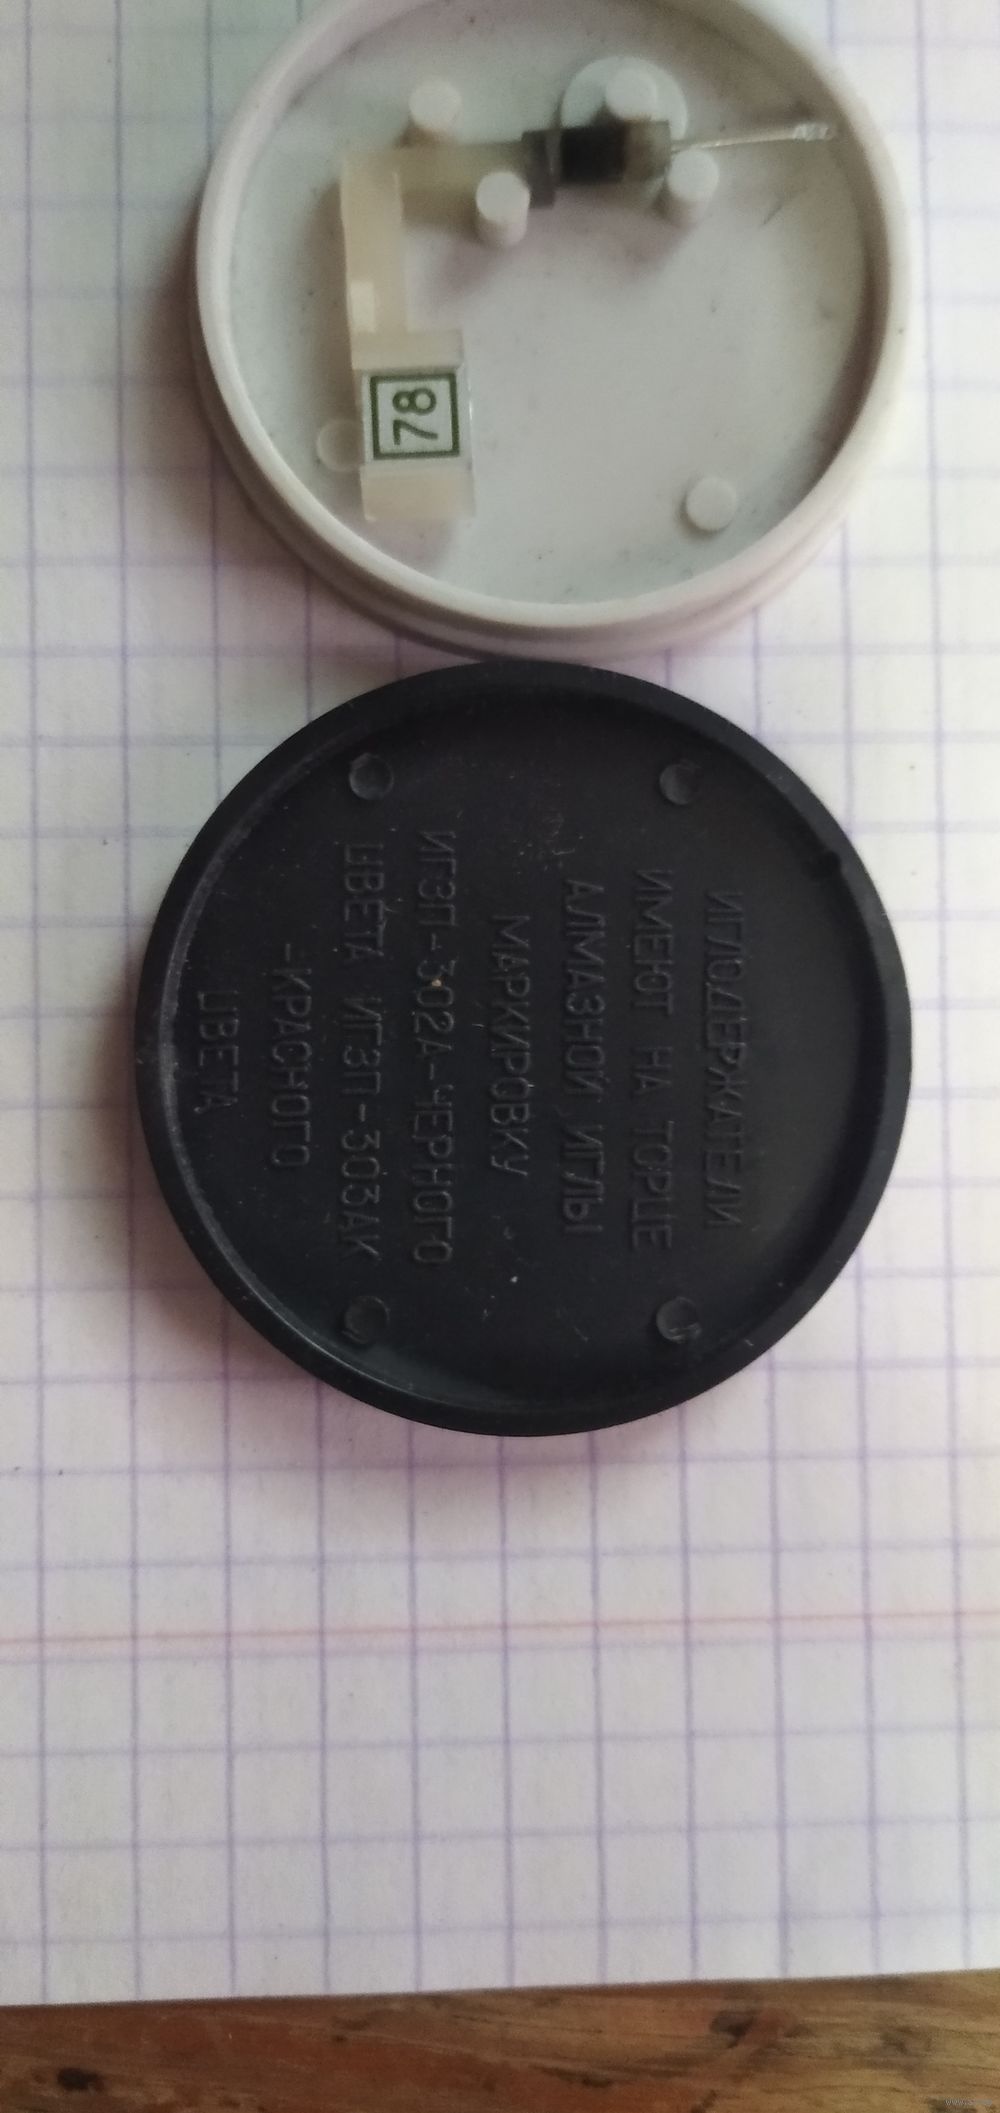 78
ИГЛОДЕРЖАТЕЛИ
ИМЕЮТ НА ТОРЦЕ
АЛМАЗНОЙ ИГЛЫ
МАРКИРОВКУ
ИГЗП-302А-ЧЕРНОГО
ЦВЕТА ИГЗП-303АК
-КРАСНОГО
ЦВЕТА